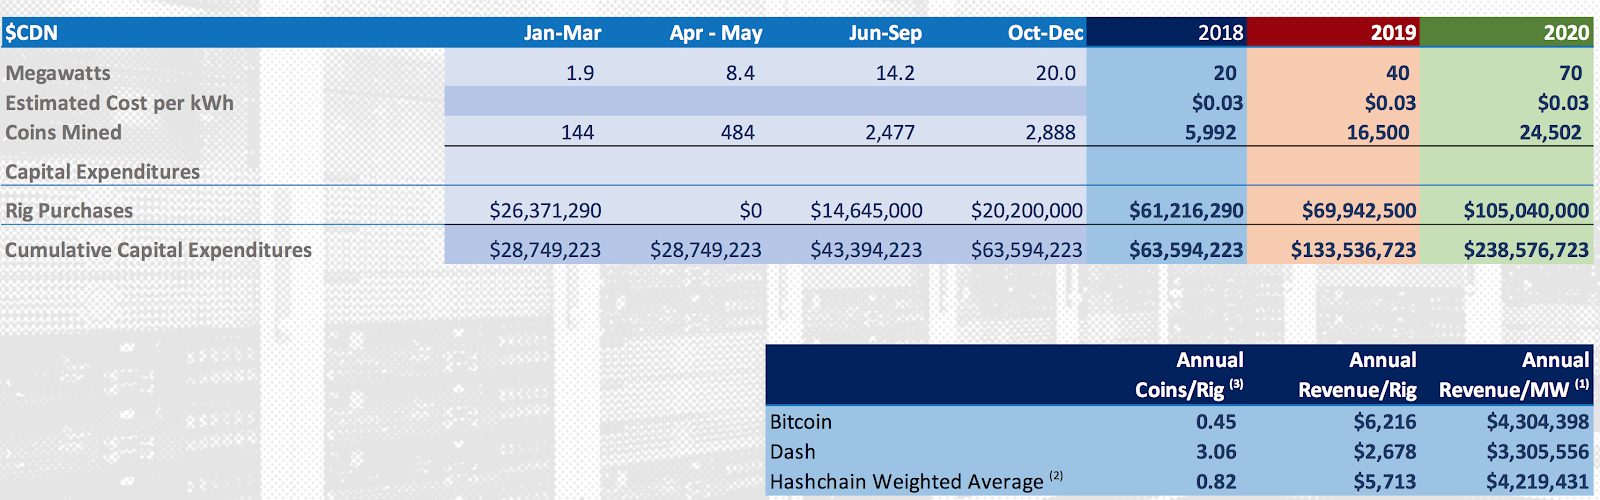 $CDN Jan-Mar Apr - May Jun-Sep Oct-Dec 2018 2019 2020
Megawatts 1.9 8.4 14.2 20.0 20 40 70
Estimated Cost per kWh $0.03 $0.03 $0.03
Coins Mined 144 484 2,477 2,888 5,992 16,500 24,502
Capital Expenditures
Rig Purchases $26,371,290 $0 $14,645,000 $20,200,000 $61,216,290 $69,942,500 $105,040,000
Cumulative Capital Expenditures $28,749,223 $28,749,223 $43,394,223 $63,594,223 $63,594,223 $133,536,723 $238,576,723
Annual Annual Annual
Coins/Rig (3) Revenue/Rig Revenue/MW (1)
Bitcoin 0.45 $6,216 $4,304,398
Dash 3.06 $2,678 $3,305,556
Hashchain Weighted Average (2) 0.82 $5,713 $4,219,431